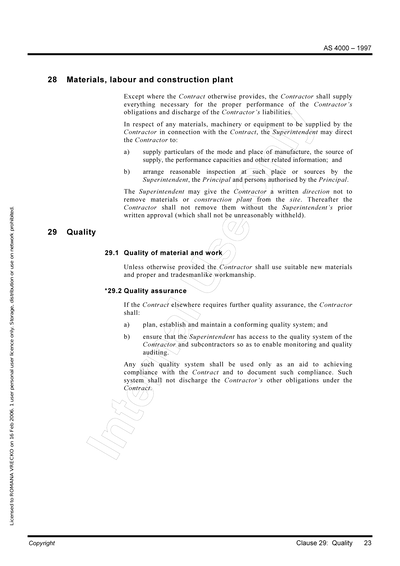 AS 4000 – 1997
28 Materials, labour and construction plant
Except where the Contract otherwise provides, the Contractor shall supply
everything necessary for the proper performance of the Contractor's
obligations and discharge of the Contractor's liabilities.
In respect of any materials, machinery or equipment to be supplied by the
Contractor in connection with the Contract, the Superintendent may direct
the Contractor to:
a) supply particulars of the mode and place of manufacture, the source of
supply, the performance capacities and other related information; and
b) arrange reasonable inspection at such place or sources by the
Superintendent, the Principal and persons authorised by the Principal.
The Superintendent may give the Contractor a written direction not to
remove materials or construction plant from the site. Thereafter the
Contractor shall not remove them without the Superintendent's prior
written approval (which shall not be unreasonably withheld).
29 Quality
29.1 Quality of material and work
Unless otherwise provided the Contractor shall use suitable new materials
and proper and tradesmanlike workmanship.
*29.2 Quality assurance
If the Contract elsewhere requires further quality assurance, the Contractor
shall:
a) plan, establish and maintain a conforming quality system; and
b) ensure that the Superintendent has access to the quality system of the
Contractor and subcontractors so as to enable monitoring and quality
auditing.
Any such quality system shall be used only as an aid to achieving
compliance with the Contract and to document such compliance. Such
system shall not discharge the Contractor's other obligations under the
Contract.
Licensed to ROMANA VRECKO on 16 Feb 2006. 1 user personal user licence only. Storage, distribution or use on network prohibited.
Copyright
Clause 29: Quality 23